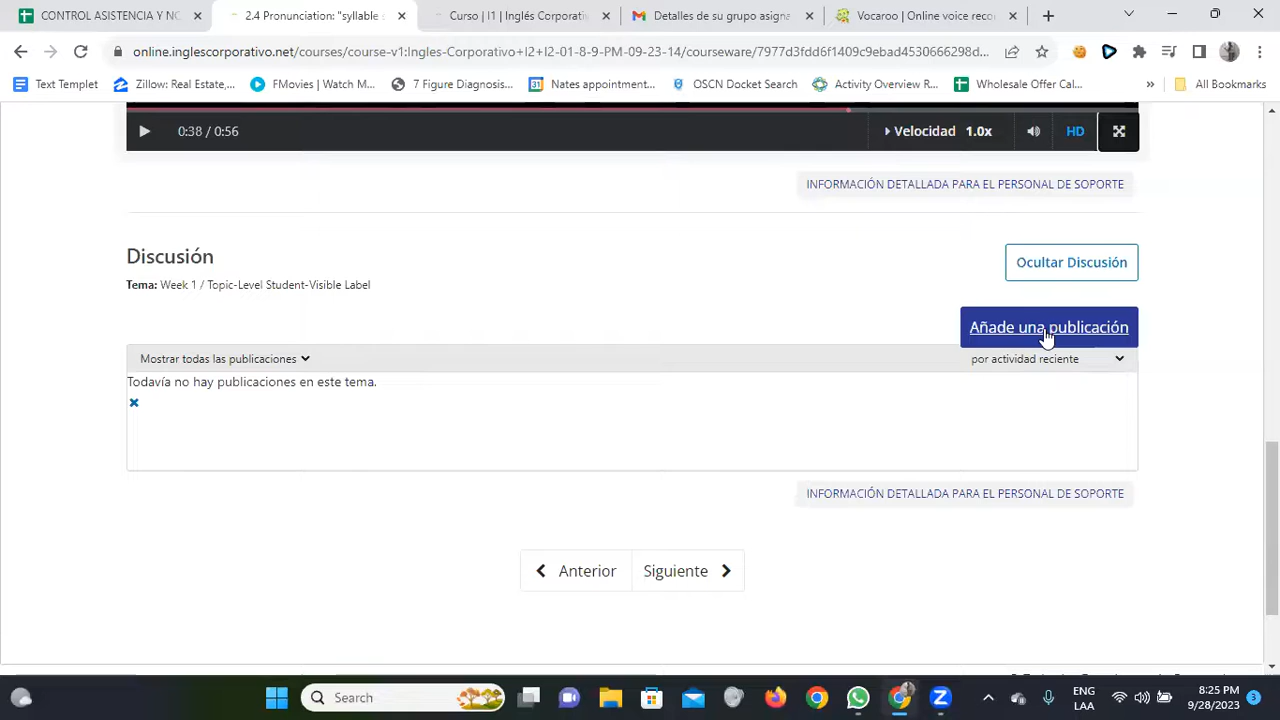 CONTROL ASISTENCIA Y NO
2.4 Pronunciation: "syllable s
Curso | I1 | Inglés Corporativ
Detalles de su grupo asigna
Vocaroo | Online voice reco
online.inglescorporativo.net/courses/course-v1:Ingles-Corporativo+I2+I2-01-8-9-PM-09-23-14/courseware/7977d3fdd6f1409c9ebad4530666298d...
Text Templet
Zillow: Real Estate,...
FMovies | Watch M...
7 Figure Diagnosis...
Nates appointment...
OSCN Docket Search
Activity Overview R...
Wholesale Offer Cal...
» All Bookmarks
0:38 / 0:56
Velocidad 1.0x
HD
INFORMACIÓN DETALLADA PARA EL PERSONAL DE SOPORTE
Discusión
Ocultar Discusión
Tema: Week 1 / Topic-Level Student-Visible Label
Añade una publicación
Mostrar todas las publicaciones
por actividad reciente
Todavía no hay publicaciones en este tema.
INFORMACIÓN DETALLADA PARA EL PERSONAL DE SOPORTE
Anterior
Siguiente
Search
ENG
LAA
8:25 PM
9/28/2023
3